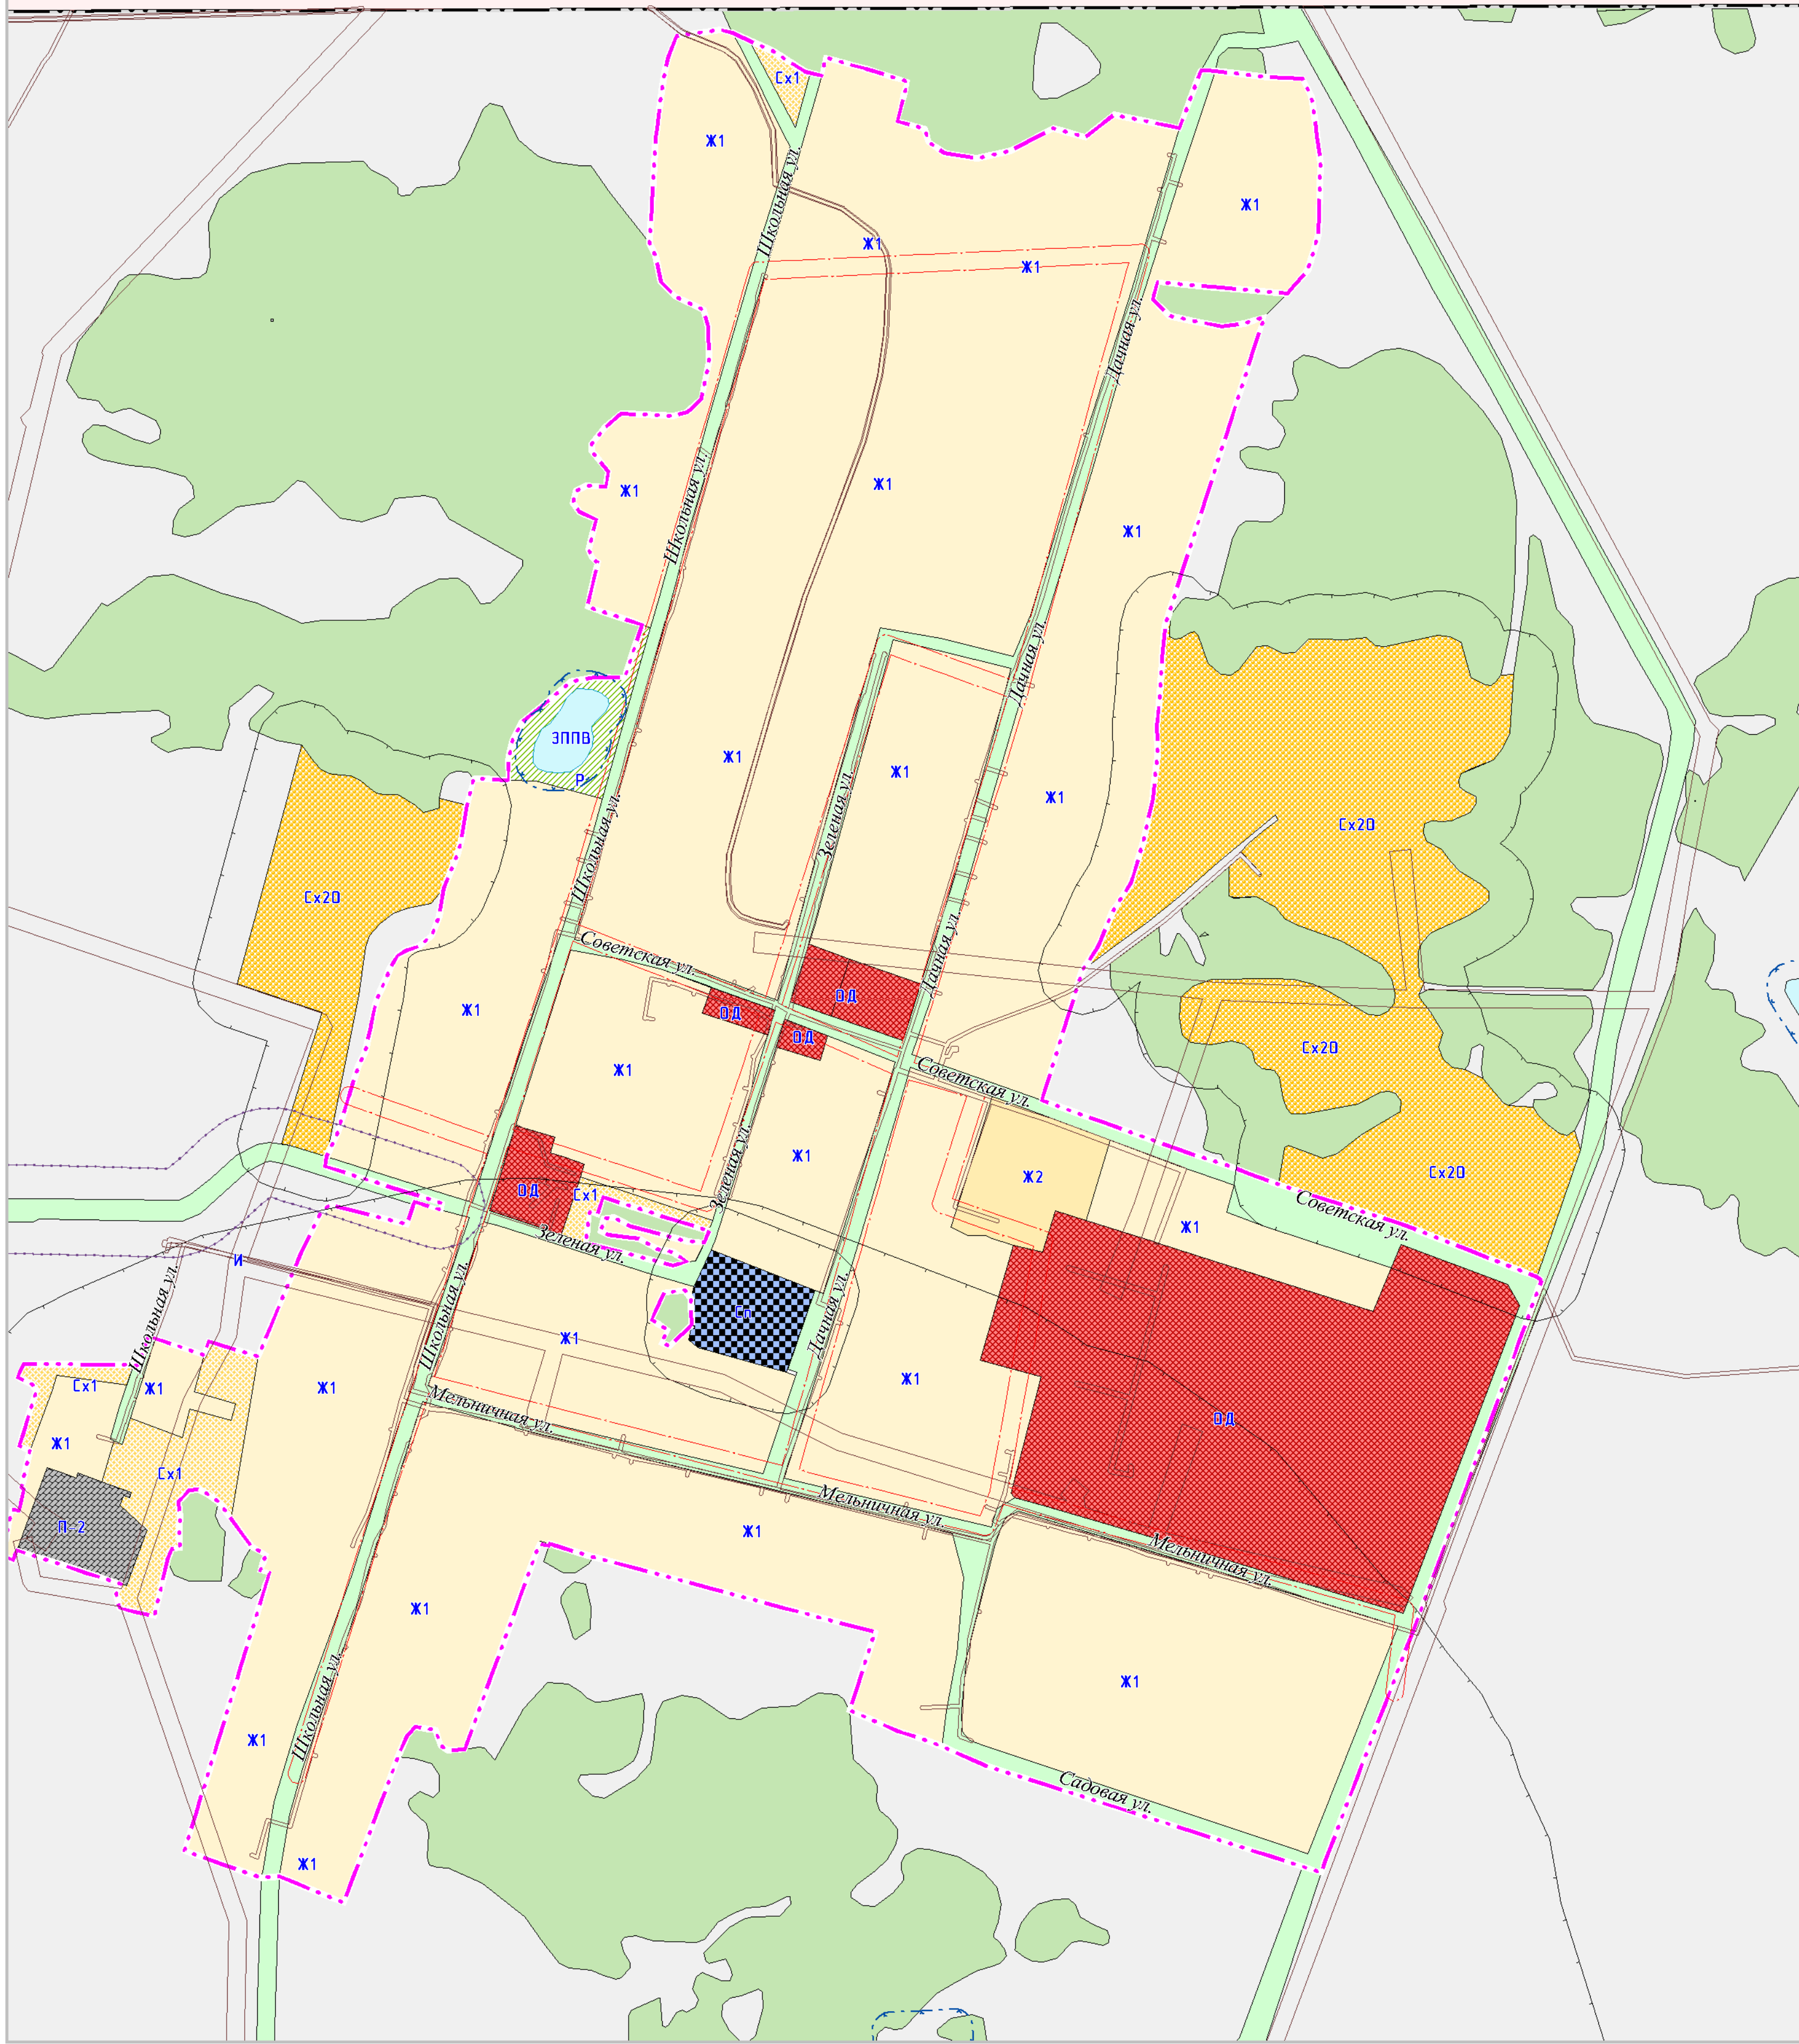 Сх1
Ж1
Школьная ул.
Ж1
Ж1
Ж1
Дачная ул.
Ж1
Ж1
Школьная ул.
Ж1
Дачная ул.
ЗППВ
Р
Ж1
Ж1
Ж1
Зеленая ул.
Школьная ул.
Сх20
Сх20
Советская ул.
Дачная ул.
ОД
ОД
ОД
Ж1
Ж1
Сх20
Советская ул.
Ж1
Зеленая ул.
Ж2
Сх20
ОД
Сх1
Советская ул.
Ж1
Зеленая ул.
И
Школьная ул.
Школьная ул.
Сп
Дачная ул.
Ж1
Сх1
Ж1
Ж1
Ж1
Мельничная ул.
ОД
Ж1
Сх1
П-2
Мельничная ул.
Ж1
Мельничная ул.
Ж1
Школьная ул.
Ж1
Ж1
Садовая ул.
Ж1